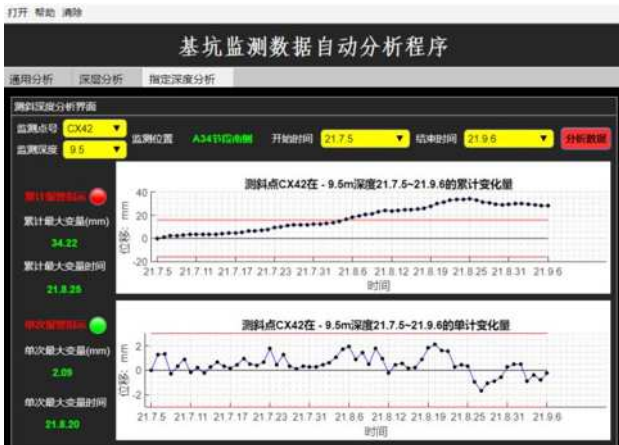 打开 帮助 清除
基坑监测数据自动分析程序
通用分析 深层分析 指定深度分析
测斜深度分析界面
监测点号 CX42 监测位置 A34节段南侧 开始时间 21.7.5 结束时间 21.9.6 分析数据
监测深度 9.5
测斜点CX42在 - 9.5m深度21.7.5~21.9.6的累计变化量
累计最大变量(mm)
34.22
累计最大变量时间
21.8.25
位移: mm
40
20
0
-20
21.7.5 21.7.11 21.7.17 21.7.23 21.7.31 21.8.6 21.8.12 21.8.19 21.8.25 21.8.31 21.9.6
时间
测斜点CX42在 - 9.5m深度21.7.5~21.9.6的单计变化量
单次最大变量(mm)
2.09
单次最大变量时间
21.8.20
位移: mm
2
0
-2
21.7.5 21.7.11 21.7.17 21.7.23 21.7.31 21.8.6 21.8.12 21.8.19 21.8.25 21.8.31 21.9.6
时间